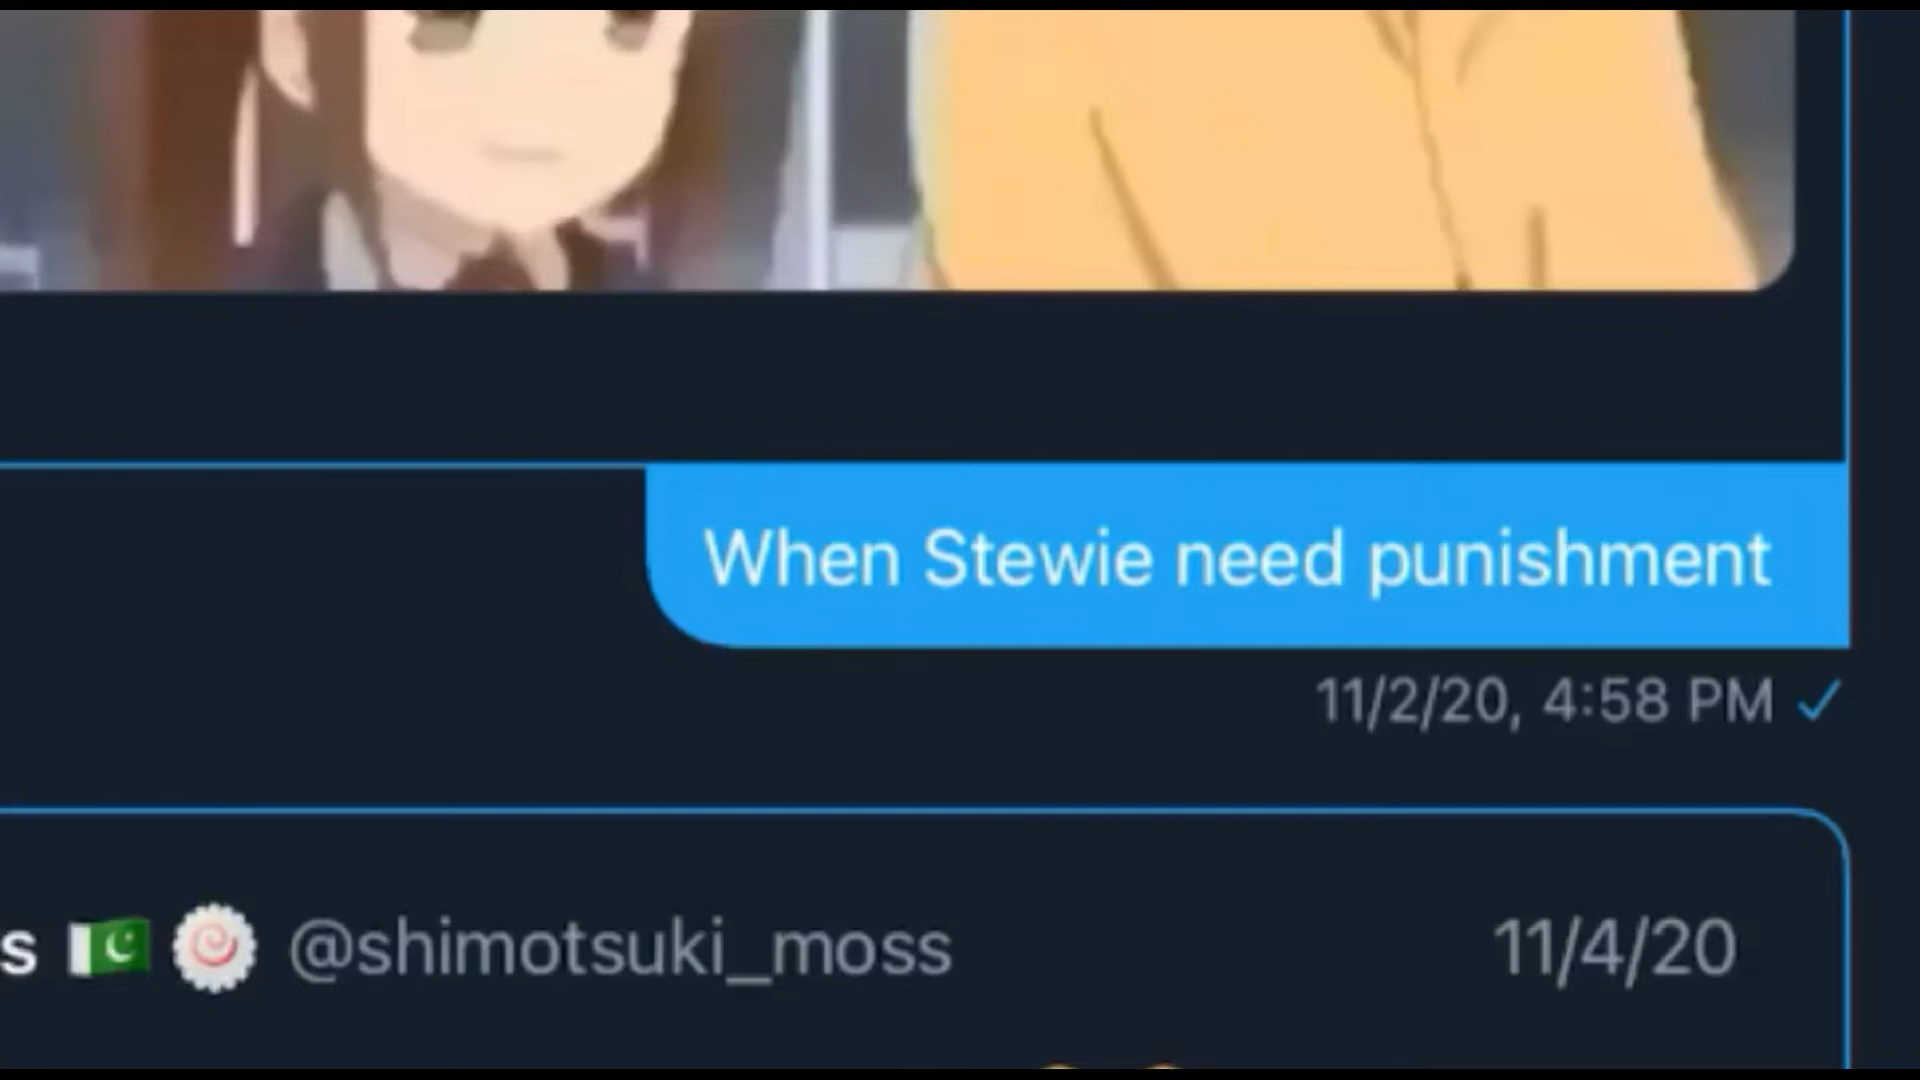 When Stewie need punishment
11/2/20, 4:58 PM ✓
s 🇵🇰 🍥 @shimotsuki_moss 11/4/20